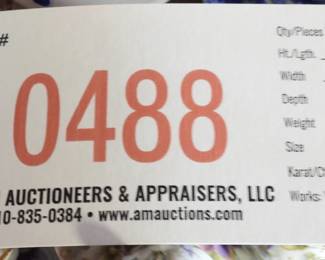 #
0488
AUCTIONEERS & APPRAISERS, LLC
10-835-0384 • www.amauctions.com
Qty/Pieces
Ht./Lgth.
Width
Depth
Weight
Size
Karat/C
Works: